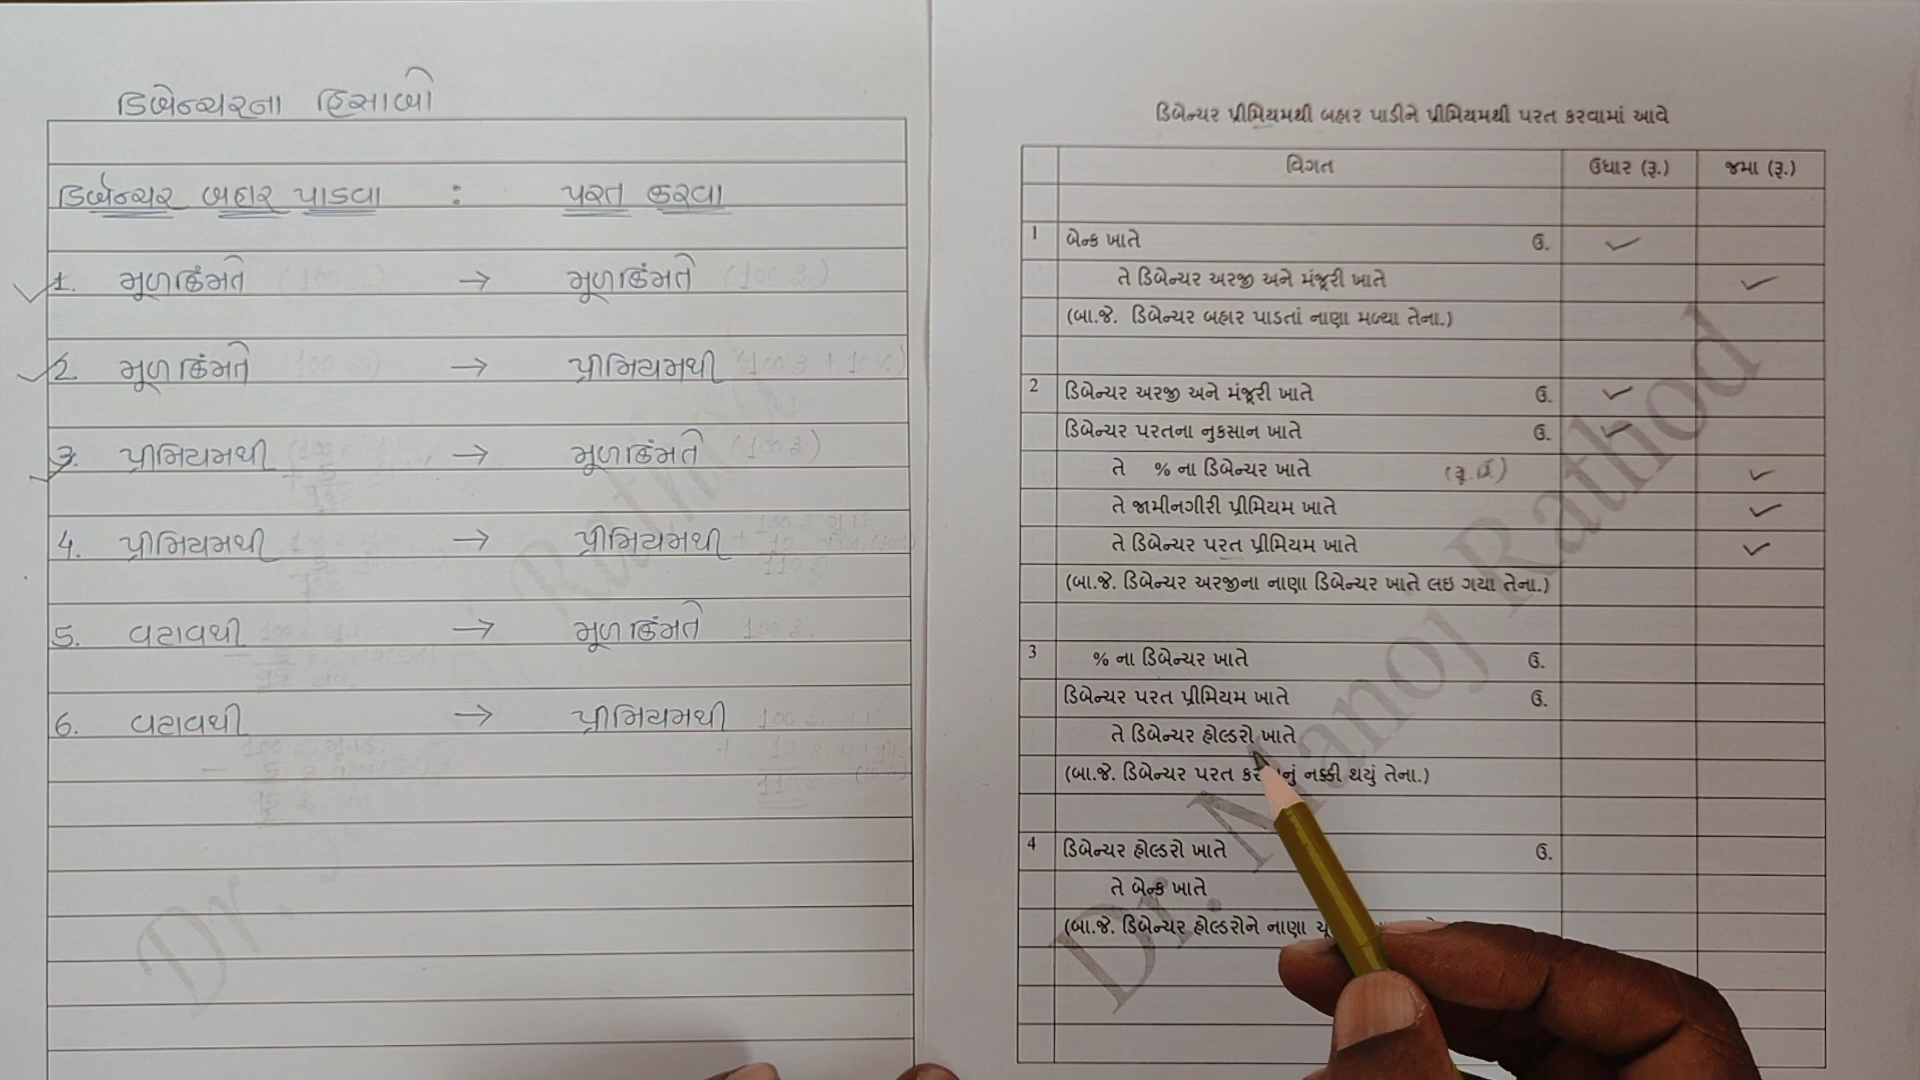 ડિબેન્ચરના હિસાબો
ડિબેન્ચર બહાર પાડવા : પરત કરવા
1. મૂળકિંમતે → મૂળકિંમતે
2. મૂળકિંમતે → પ્રીમિયમથી
3. પ્રીમિયમથી → મૂળકિંમતે
4. પ્રીમિયમથી → પ્રીમિયમથી
5. વટાવથી → મૂળકિંમતે
6. વટાવથી → પ્રીમિયમથી
ડિબેન્ચર પ્રીમિયમથી બહાર પાડીને પ્રીમિયમથી પરત કરવામાં આવે
વિગત ઉધાર (રૂ.) જમા (રૂ.)
1 બેન્ક ખાતે ઉ. ✓
તે ડિબેન્ચર અરજી અને મંજૂરી ખાતે ✓
(બા.જે. ડિબેન્ચર બહાર પાડતાં નાણા મળ્યા તેના.)
2 ડિબેન્ચર અરજી અને મંજૂરી ખાતે ઉ. ✓
ડિબેન્ચર પરતના નુકસાન ખાતે ઉ. ✓
તે % ના ડિબેન્ચર ખાતે ✓
તે જામીનગીરી પ્રીમિયમ ખાતે ✓
તે ડિબેન્ચર પરત પ્રીમિયમ ખાતે ✓
(બા.જે. ડિબેન્ચર અરજીના નાણા ડિબેન્ચર ખાતે લઇ ગયા તેના.)
3 % ના ડિબેન્ચર ખાતે ઉ.
ડિબેન્ચર પરત પ્રીમિયમ ખાતે ઉ.
તે ડિબેન્ચર હોલ્ડરો ખાતે
(બા.જે. ડિબેન્ચર પરત નક્કી થયું તેના.)
4 ડિબેન્ચર હોલ્ડરો ખાતે ઉ.
તે બેન્ક ખાતે
(બા.જે. ડિબેન્ચર હોલ્ડરોને નાણા
Dr. Manoj Rathod